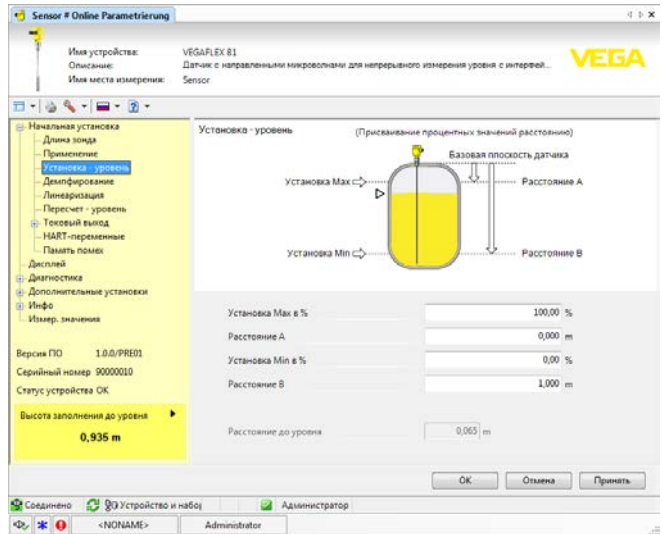 Sensor # Online Parametrierung
Имя устройства: VEGAFLEX 81
Описание: Датчик с направленными микроволнами для непрерывного измерения уровня с интерфей...
Имя места измерения: Sensor
VEGA
Начальная установка
Длина зонда
Применение
Установка - уровень
Демпфирование
Линеаризация
Пересчет - уровень
Токовый выход
HART-переменные
Память помех
Дисплей
Диагностика
Дополнительные установки
Инфо
Измер. значения
Версия ПО 1.0.0/PRE01
Серийный номер 90000010
Статус устройства OK
Высота заполнения до уровня
0,935 m
Установка - уровень (Присваивание процентных значений расстоянию)
Базовая плоскость датчика
Установка Max
Расстояние A
Установка Min
Расстояние B
Установка Max в % 100,00 %
Расстояние A 0,000 m
Установка Min в % 0,00 %
Расстояние B 1,000 m
Расстояние до уровня 0,065 m
OK Отмена Принять
Соединено Устройство и набој Администратор
<NONAME> Administrator